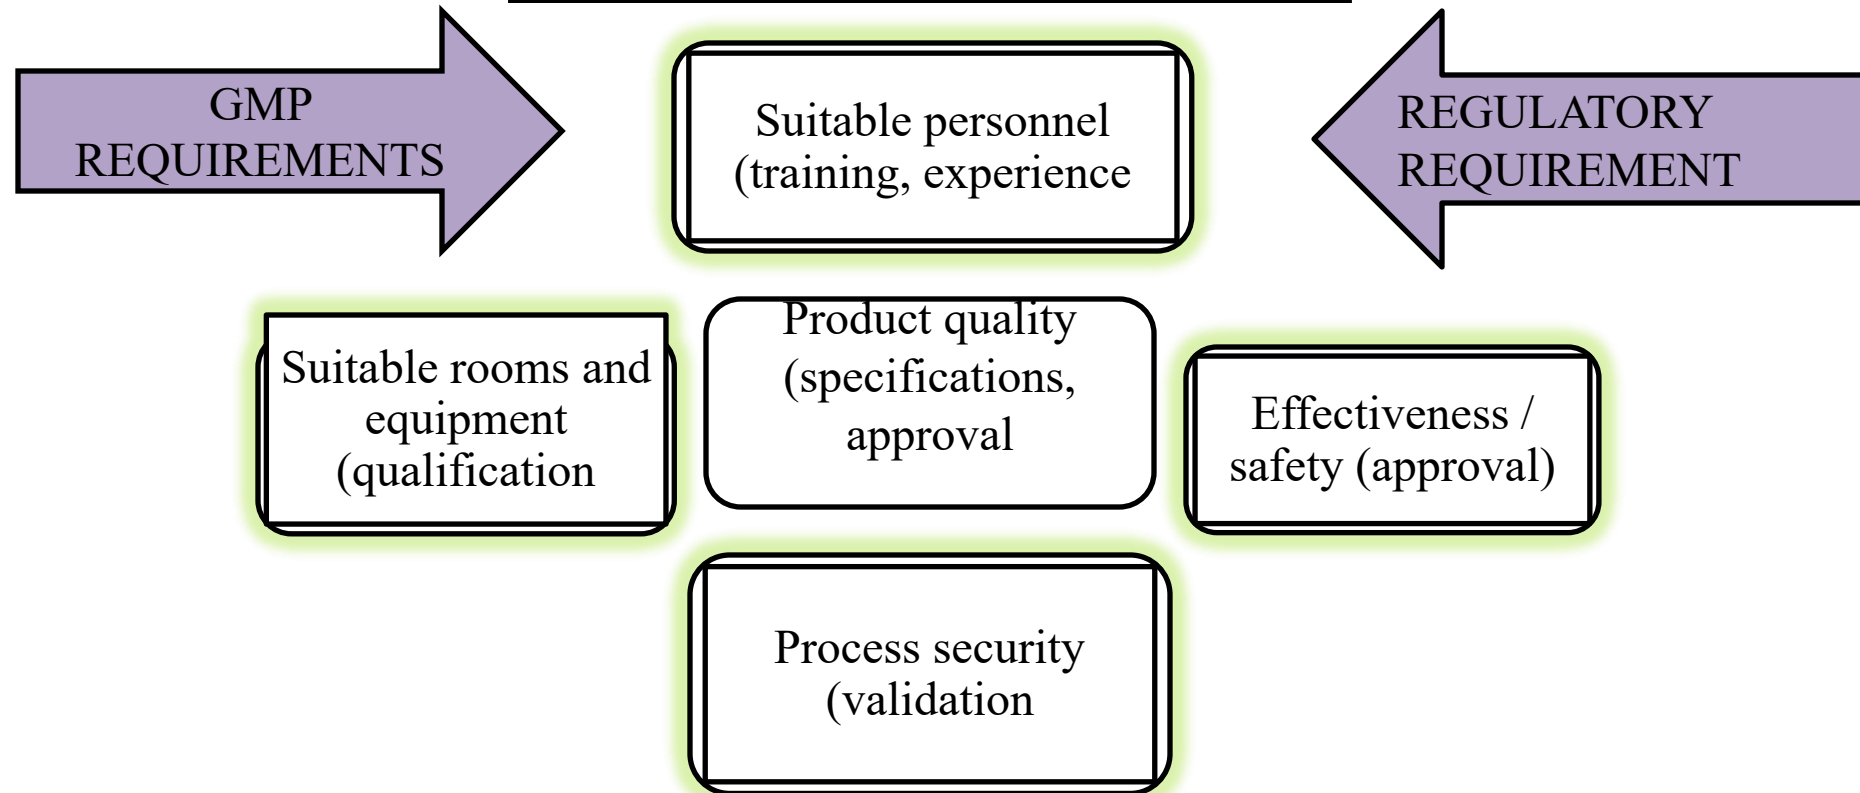 GMP
REQUIREMENTS
Suitable personnel
(training, experience
REGULATORY
REQUIREMENT
Suitable rooms and
equipment
(qualification
Product quality
(specifications,
approval
Effectiveness /
safety (approval)
Process security
(validation